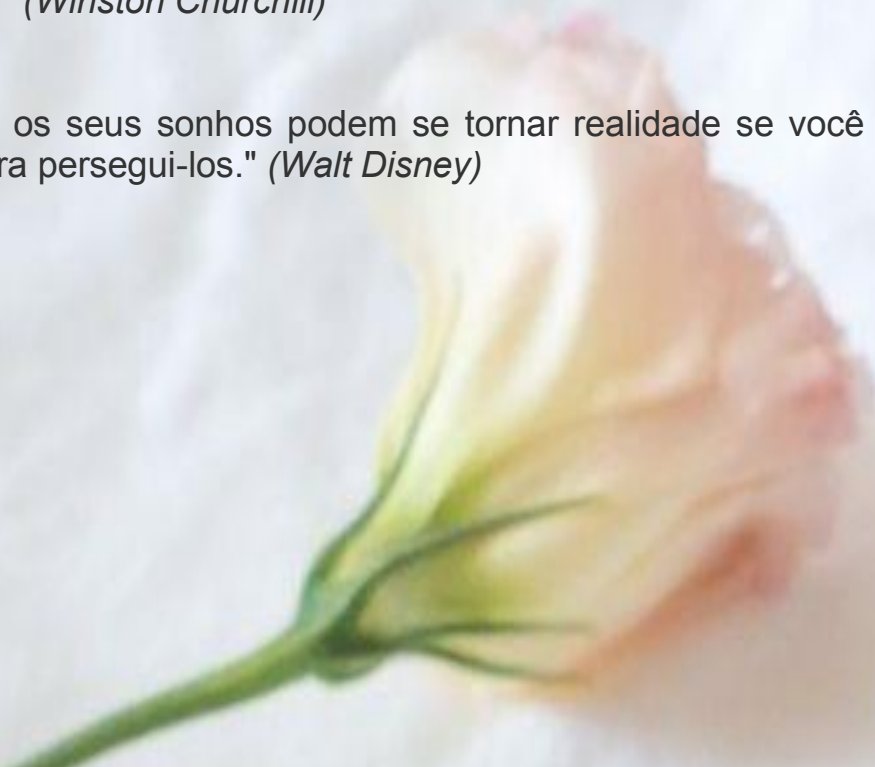 (Winston Churchill)
os seus sonhos podem se tornar realidade se você
ra persegui-los." (Walt Disney)